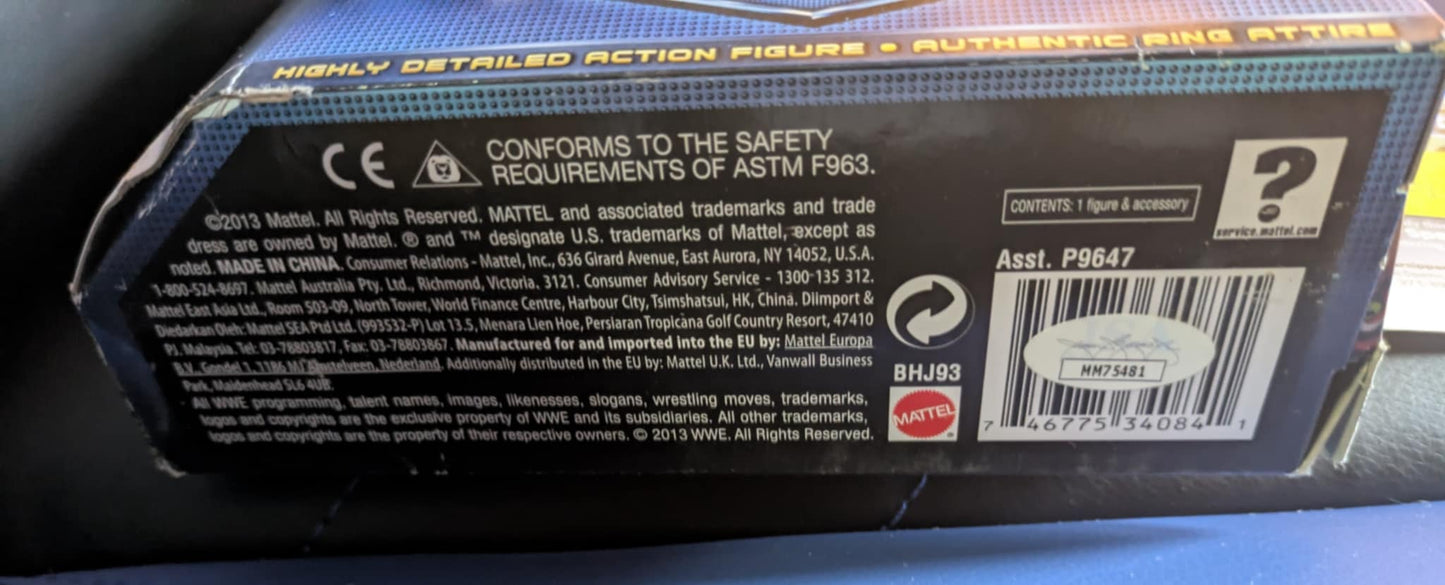 HIGHLY DETAILED ACTION FIGURE • AUTHENTIC RING ATTIRE
CE
CONFORMS TO THE SAFETY
REQUIREMENTS OF ASTM F963.
©2013 Mattel. All Rights Reserved. MATTEL and associated trademarks and trade
dress are owned by Mattel. ® and ™ designate U.S. trademarks of Mattel, except as
noted. MADE IN CHINA. Consumer Relations - Mattel, Inc., 636 Girard Avenue, East Aurora, NY 14052, U.S.A.
1-800-524-8697. Mattel Australia Pty. Ltd., Richmond, Victoria. 3121. Consumer Advisory Service - 1300 135 312.
Mattel East Asia Ltd., Room 503-09, North Tower, World Finance Centre, Harbour City, Tsimshatsui, HK, China. Diimport &
Diedarkan Oleh: Mattel SEA Ptd Ltd. (993532-P) Lot 13.5, Menara Lien Hoe, Persiaran Tropicana Golf Country Resort, 47410
PJ. Malaysia. Tel: 03-78803817, Fax: 03-78803867. Manufactured for and imported into the EU by: Mattel Europa
B.V., Gondel 1, 1186 MJ Amstelveen, Nederland. Additionally distributed in the EU by: Mattel U.K. Ltd., Vanwall Business
Park, Maidenhead SL6 4UB.
All WWE programming, talent names, images, likenesses, slogans, wrestling moves, trademarks,
logos and copyrights are the exclusive property of WWE and its subsidiaries. All other trademarks,
logos and copyrights are the property of their respective owners. © 2013 WWE. All Rights Reserved.
BHJ93
MATTEL
®
CONTENTS: 1 figure & accessory
?
service.mattel.com
Asst. P9647
MM75481
7 46775 34084 1